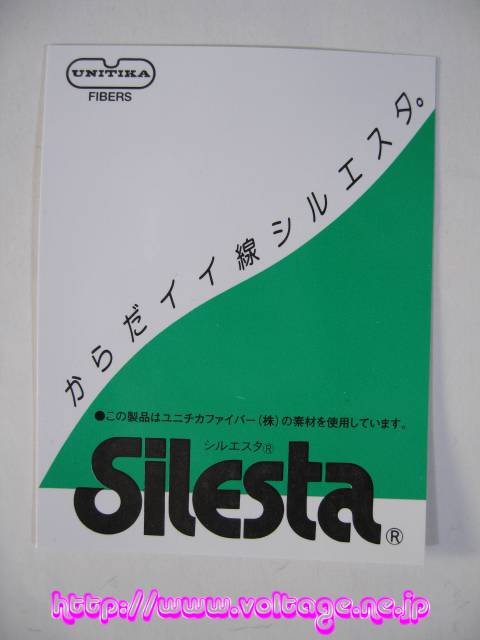 UNITIKA
FIBERS
からだイイ線シルエスタ。
●この製品はユニチカファイバー(株)の素材を使用しています。
シルエスタ®
Silesta®
http://www.voltage.ne.jp